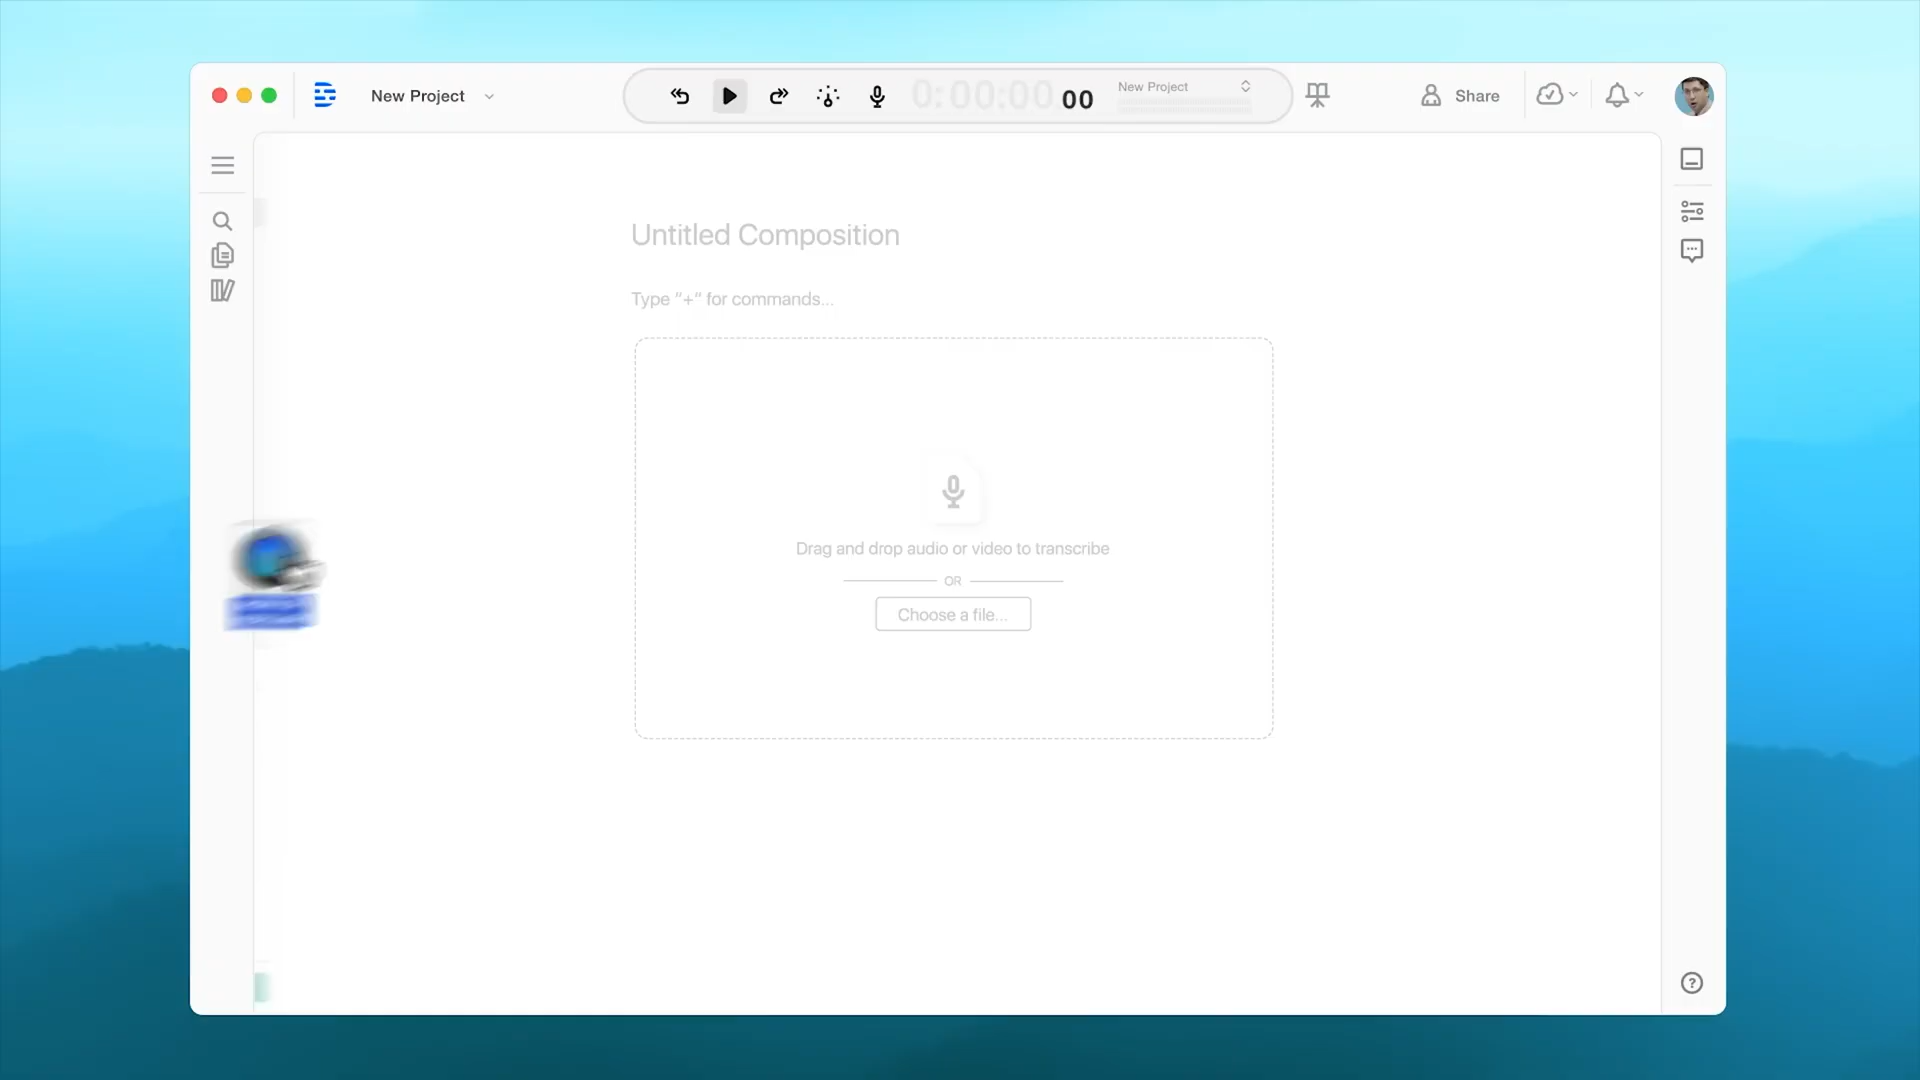 New Project
0:00:00 00
New Project
Share
Untitled Composition
Type “+“ for commands...
Drag and drop audio or video to transcribe
OR
Choose a file...
?